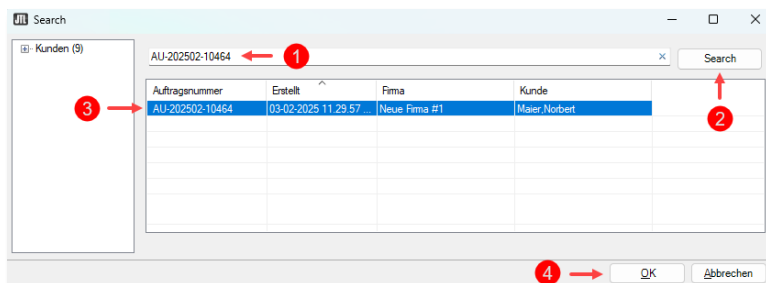 JTL Search
Kunden (9)
AU-202502-10464 1 × Search
Auftragsnummer Erstellt Firma Kunde
3 AU-202502-10464 03-02-2025 11.29.57 ... Neue Firma #1 Maier,Norbert
2
4 OK Abbrechen